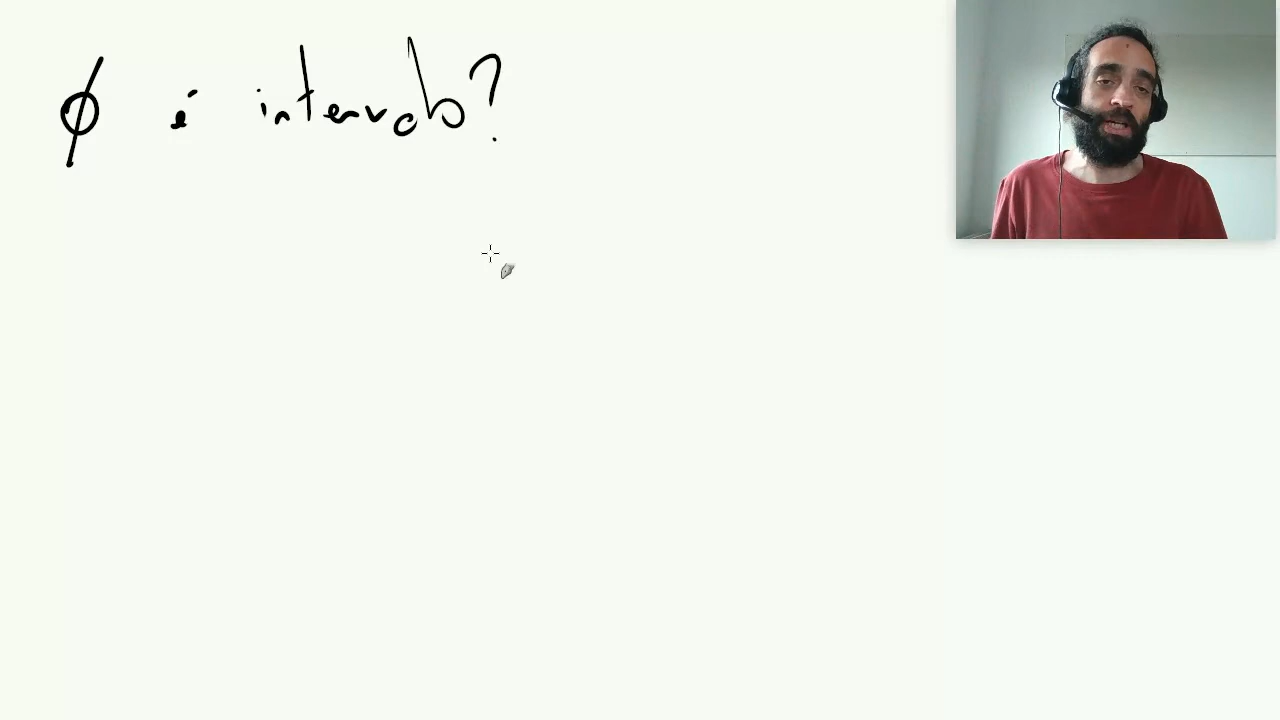 ∅ é intervalo?